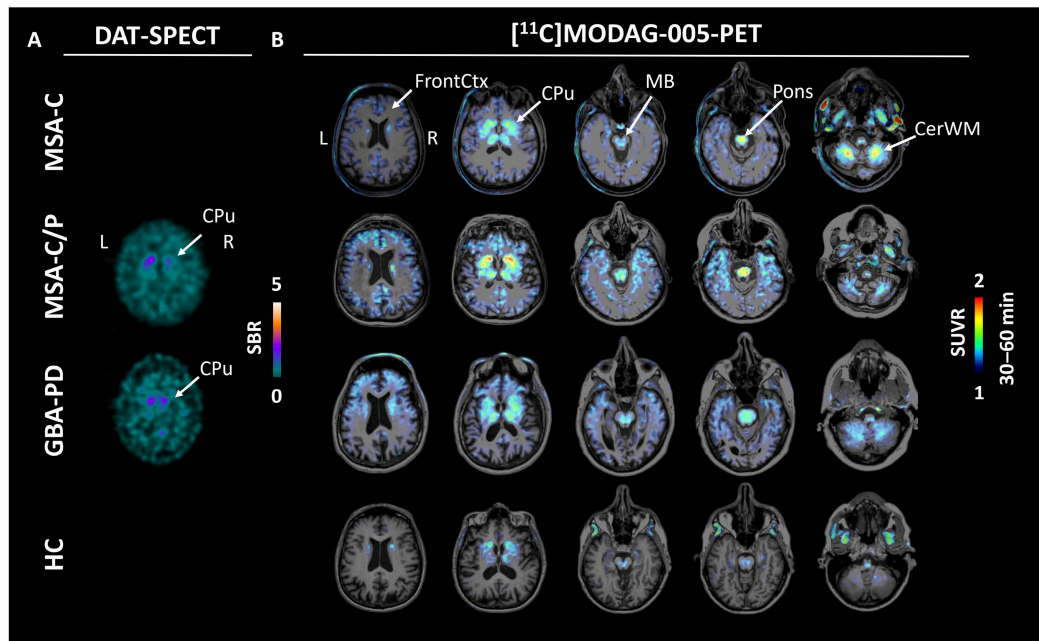 A
DAT-SPECT
B
[¹¹C]MODAG-005-PET
MSA-C
FrontCtx
CPu
MB
Pons
CerWM
L
R
MSA-C/P
CPu
L
R
5
SBR
0
2
SUVR
30–60 min
1
GBA-PD
CPu
HC